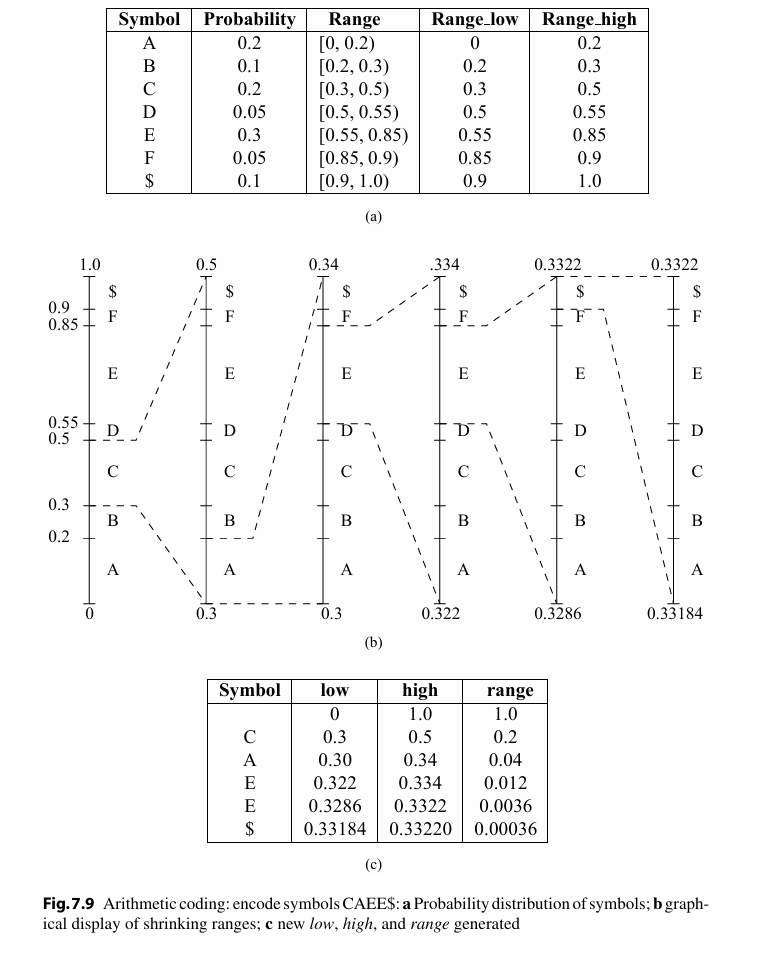 Symbol Probability Range Range_low Range_high
A 0.2 [0, 0.2) 0 0.2
B 0.1 [0.2, 0.3) 0.2 0.3
C 0.2 [0.3, 0.5) 0.3 0.5
D 0.05 [0.5, 0.55) 0.5 0.55
E 0.3 [0.55, 0.85) 0.55 0.85
F 0.05 [0.85, 0.9) 0.85 0.9
$ 0.1 [0.9, 1.0) 0.9 1.0
(a)
1.0 0.5 0.34 .334 0.3322 0.3322
$ $ $ $ $ $
0.9
F F F F F F
0.85
E E E E E E
0.55
D D D D D D
0.5
C C C C C C
0.3
B B B B B B
0.2
A A A A A A
0 0.3 0.3 0.322 0.3286 0.33184
(b)
Symbol low high range
0 1.0 1.0
C 0.3 0.5 0.2
A 0.30 0.34 0.04
E 0.322 0.334 0.012
E 0.3286 0.3322 0.0036
$ 0.33184 0.33220 0.00036
(c)
Fig.7.9 Arithmetic coding: encode symbols CAEE$: a Probability distribution of symbols; b graph-
ical display of shrinking ranges; c new low, high, and range generated